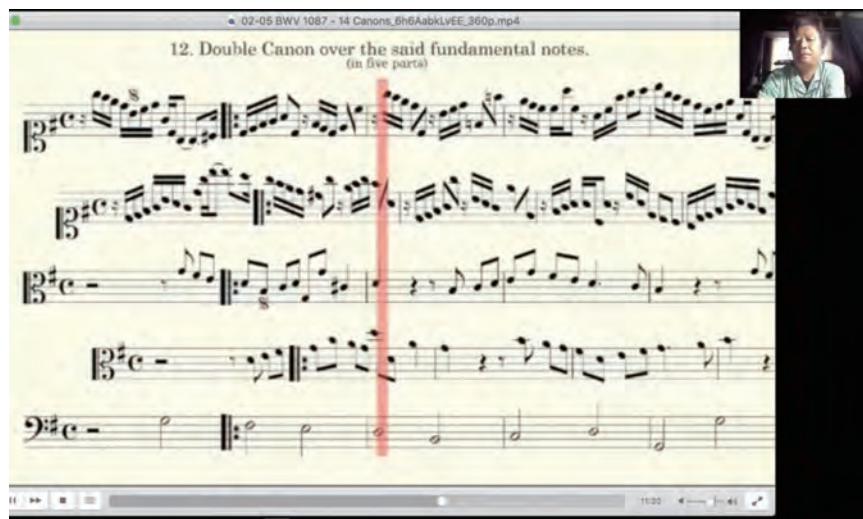 02-05 BWV 1087 - 14 Canons_6h6AabkLvEE_360p.mp4
12. Double Canon over the said fundamental notes.
(in five parts)